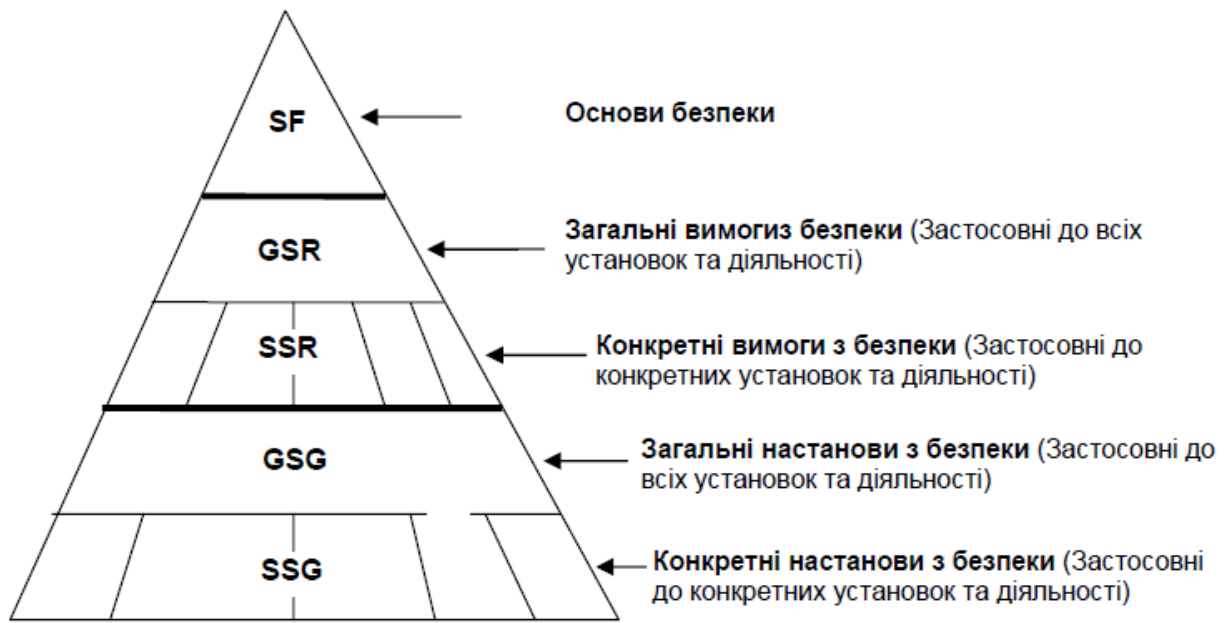 SF
Основи безпеки
GSR
Загальні вимогиз безпеки (Застосовні до всіх
установок та діяльності)
SSR
Конкретні вимоги з безпеки (Застосовні до
конкретних установок та діяльності)
GSG
Загальні настанови з безпеки (Застосовні до
всіх установок та діяльності)
SSG
Конкретні настанови з безпеки (Застосовні
до конкретних установок та діяльності)